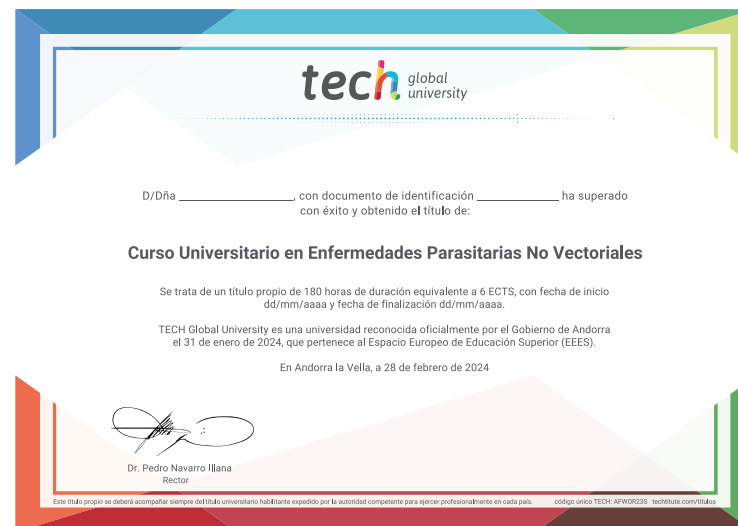 tech global university
D/Dña ____________________, con documento de identificación ______________ ha superado
con éxito y obtenido el título de:
Curso Universitario en Enfermedades Parasitarias No Vectoriales
Se trata de un título propio de 180 horas de duración equivalente a 6 ECTS, con fecha de inicio
dd/mm/aaaa y fecha de finalización dd/mm/aaaa.
TECH Global University es una universidad reconocida oficialmente por el Gobierno de Andorra
el 31 de enero de 2024, que pertenece al Espacio Europeo de Educación Superior (EEES).
En Andorra la Vella, a 28 de febrero de 2024
Dr. Pedro Navarro Illana
Rector
Este título propio se deberá acompañar siempre del título universitario habilitante expedido por la autoridad competente para ejercer profesionalmente en cada país. código único TECH: AFWOR23S techtitute.com/titulos